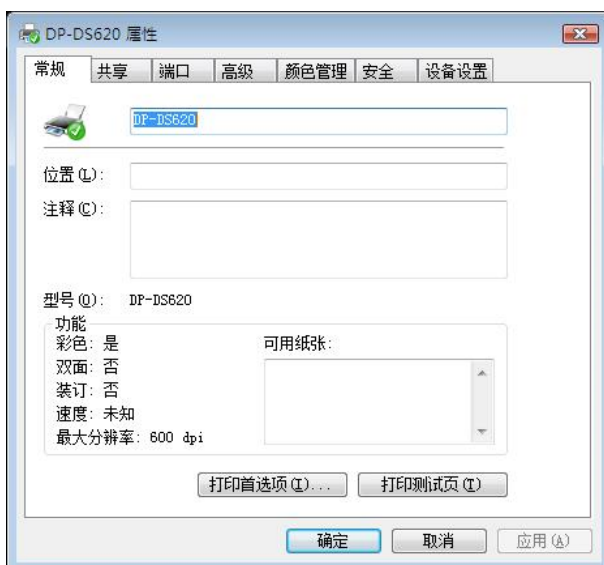 DP-DS620 属性
常规 共享 端口 高级 颜色管理 安全 设备设置
DP-DS620
位置(L):
注释(C):
型号(O): DP-DS620
功能
彩色: 是 可用纸张:
双面: 否
装订: 否
速度: 未知
最大分辨率: 600 dpi
打印首选项(I)... 打印测试页(T)
确定 取消 应用(A)